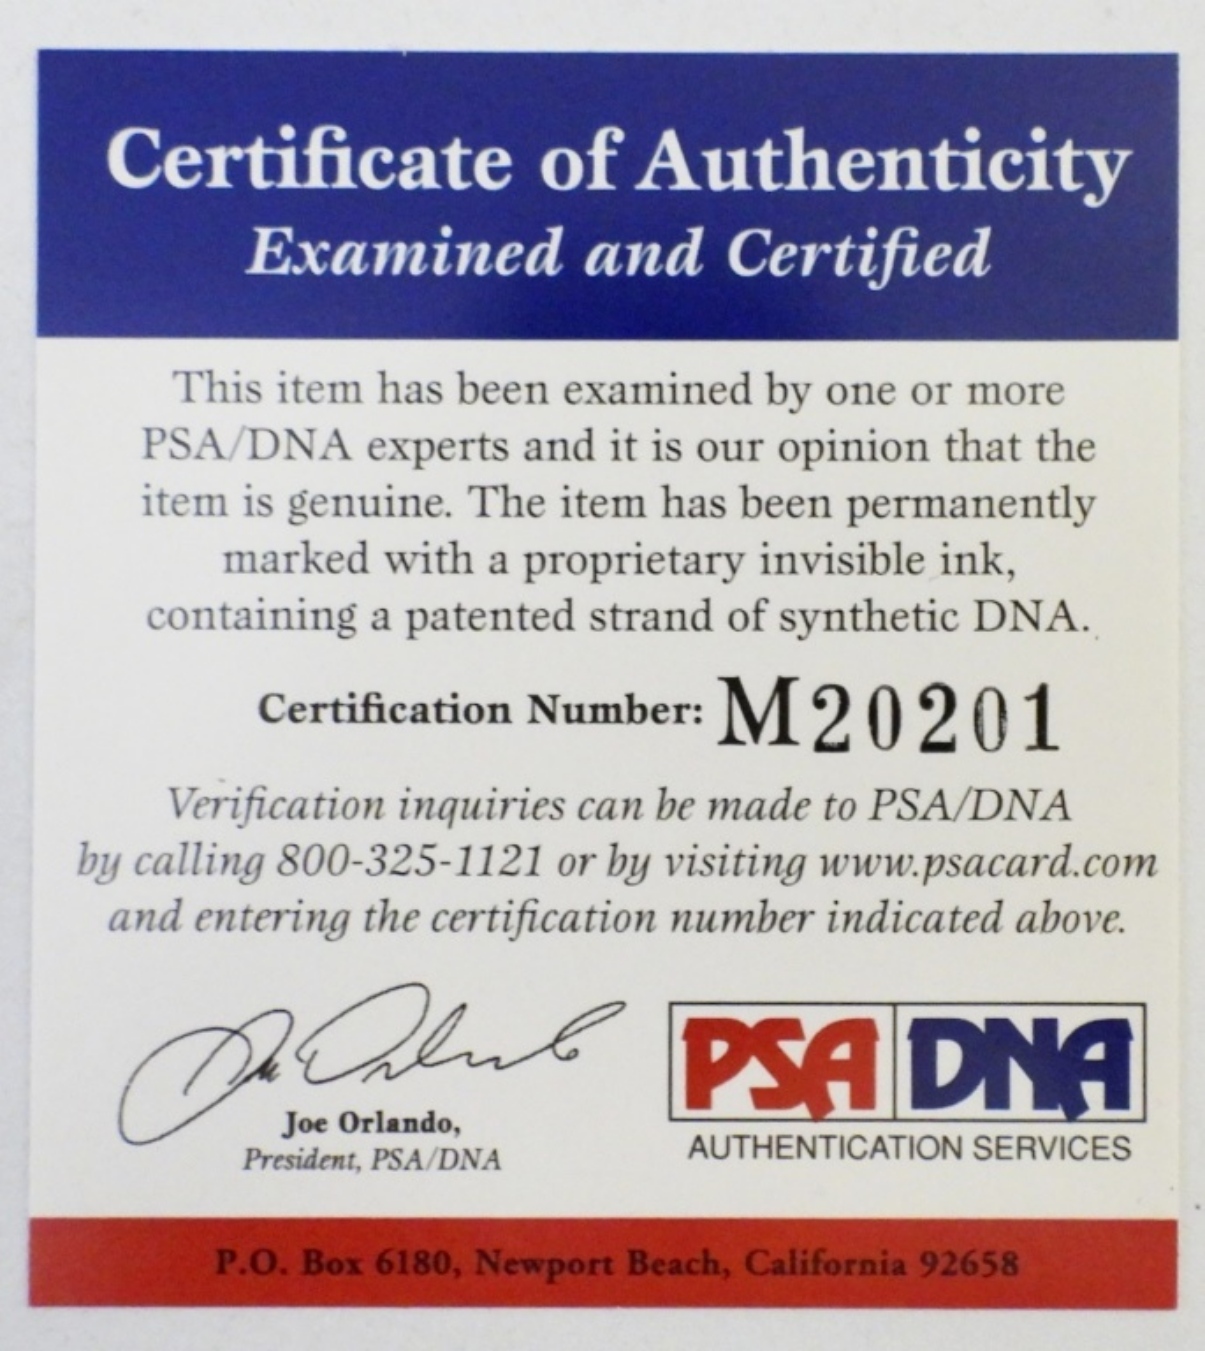 Certificate of Authenticity
Examined and Certified
This item has been examined by one or more
PSA/DNA experts and it is our opinion that the
item is genuine. The item has been permanently
marked with a proprietary invisible ink,
containing a patented strand of synthetic DNA.
Certification Number: M20201
Verification inquiries can be made to PSA/DNA
by calling 800-325-1121 or by visiting www.psacard.com
and entering the certification number indicated above.
Joe Orlando,
President, PSA/DNA
PSA DNA
AUTHENTICATION SERVICES
P.O. Box 6180, Newport Beach, California 92658